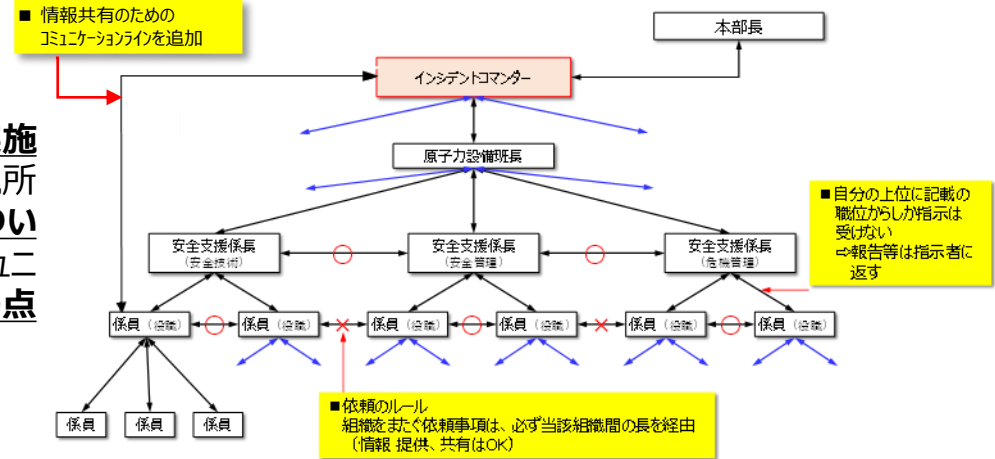 ■ 情報共有のための
コミュニケーションラインを追加
本部長
インシデントコマンダー
施
所
原子力設備班長
つい
ュニ
点
■自分の上位に記載の
職位からしか指示は
受けない
⇨報告等は指示者に
返す
安全支援係長
（安全技術）
安全支援係長
（安全管理）
安全支援係長
（危機管理）
係員（役職）
係員（役職）
係員（役職）
係員（役職）
係員（役職）
係員（役職）
係員
係員
係員
■依頼のルール
組織をまたぐ依頼事項は、必ず当該組織間の長を経由
（情報 提供、共有はOK）